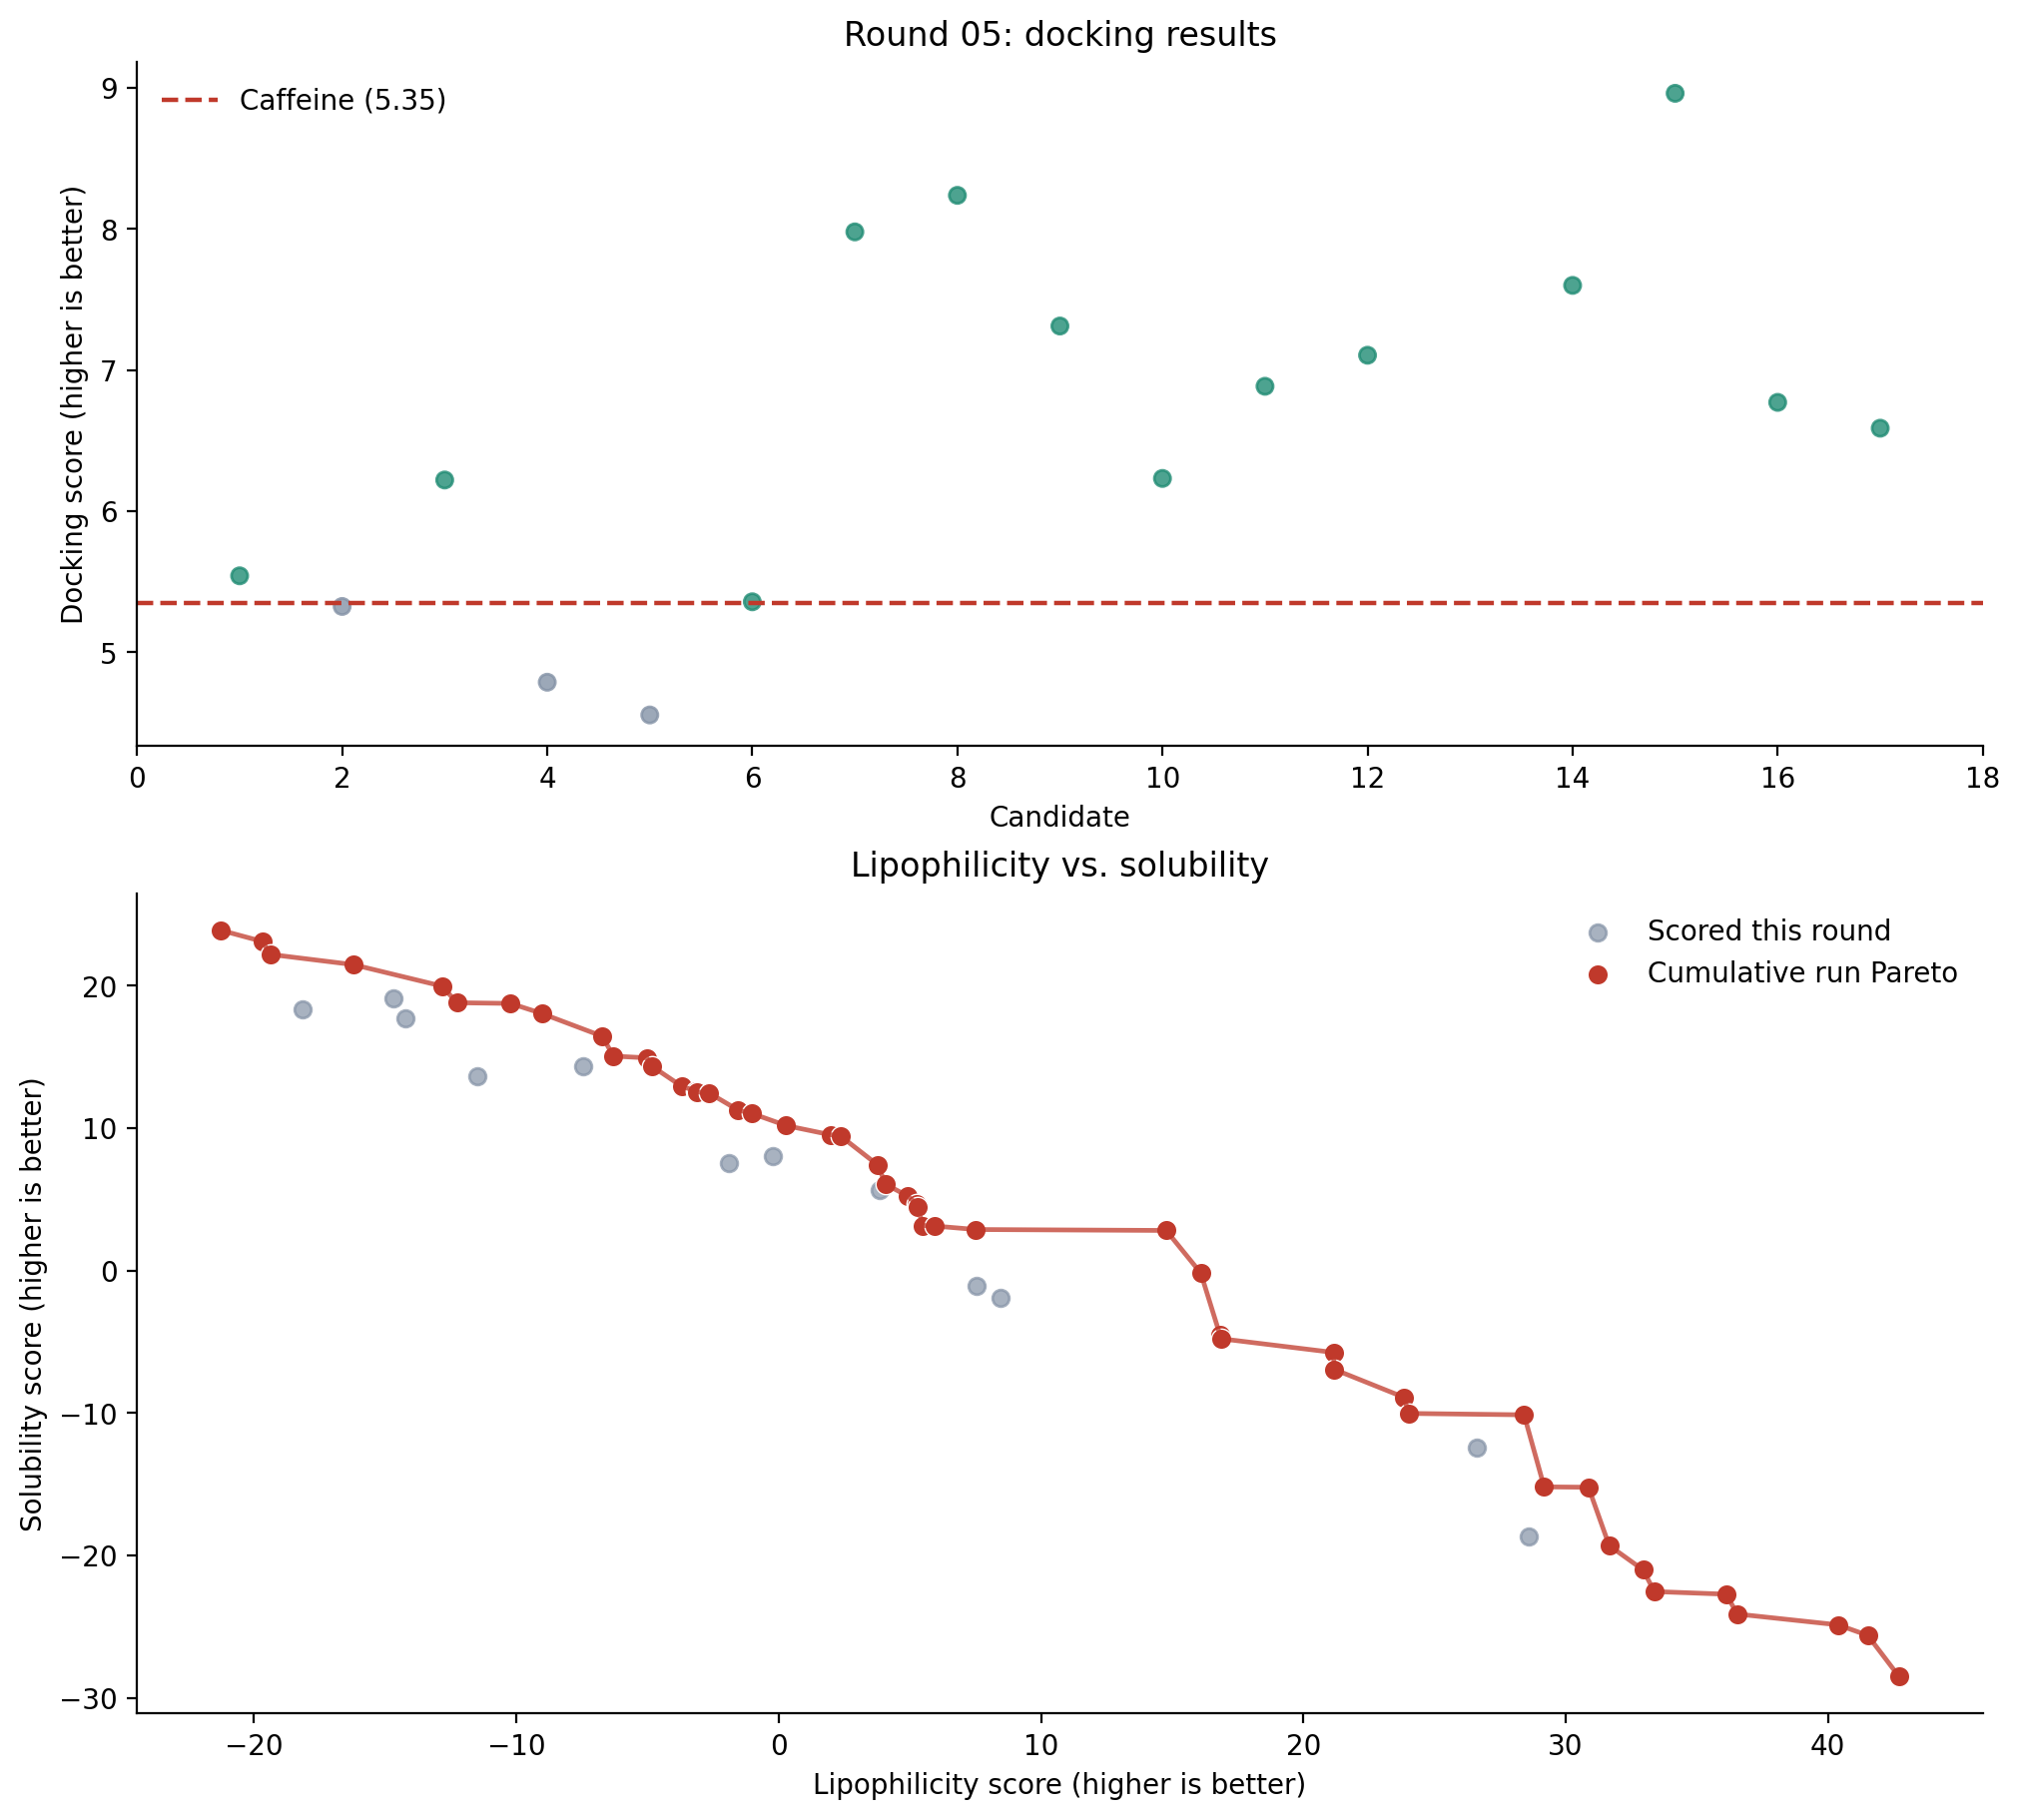 Round 05: docking results
Docking score (higher is better)
9
8
7
6
5
Caffeine (5.35)
0 2 4 6 8 10 12 14 16 18
Candidate
Lipophilicity vs. solubility
Solubility score (higher is better)
20
10
0
−10
−20
−30
Scored this round
Cumulative run Pareto
−20 −10 0 10 20 30 40
Lipophilicity score (higher is better)